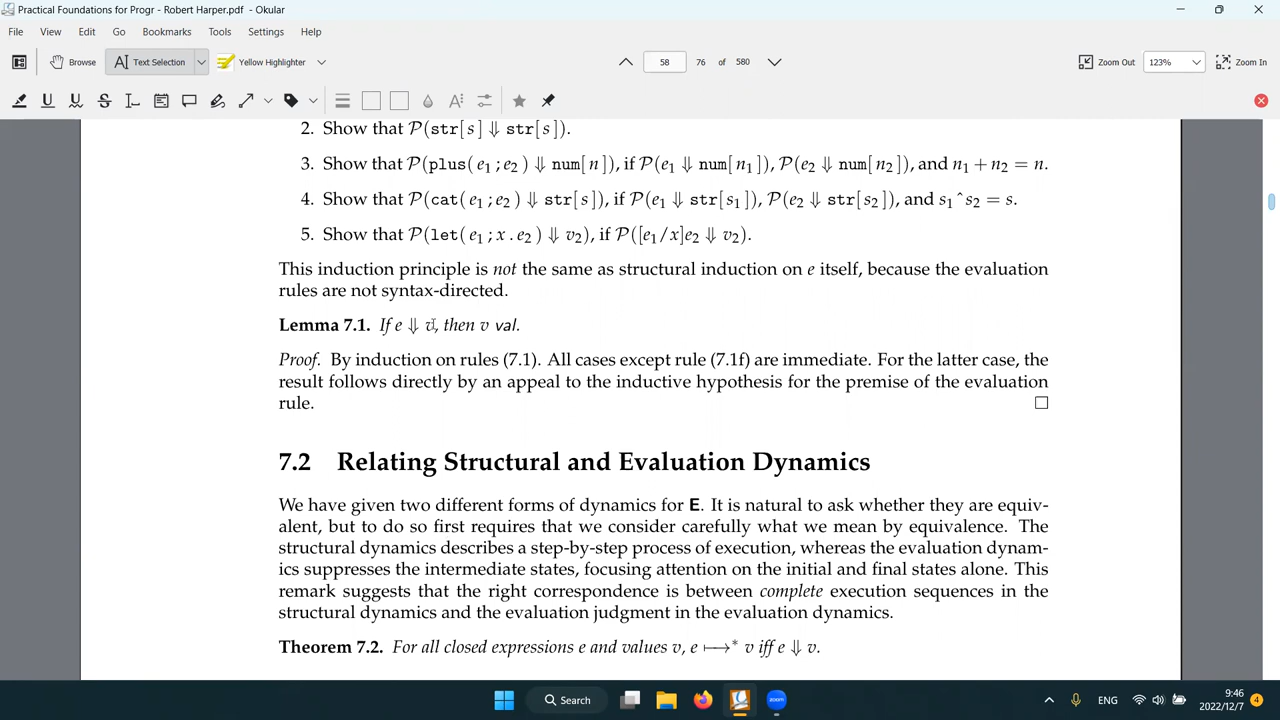 Practical Foundations for Progr - Robert Harper.pdf - Okular
File View Edit Go Bookmarks Tools Settings Help
Browse Text Selection Yellow Highlighter 58 76 of 580 Zoom Out 123% Zoom In
2. Show that P(str[s] ⇓ str[s]).
3. Show that P(plus(e₁;e₂) ⇓ num[n]), if P(e₁ ⇓ num[n₁]), P(e₂ ⇓ num[n₂]), and n₁ + n₂ = n.
4. Show that P(cat(e₁;e₂) ⇓ str[s]), if P(e₁ ⇓ str[s₁]), P(e₂ ⇓ str[s₂]), and s₁ ^ s₂ = s.
5. Show that P(let(e₁;x.e₂) ⇓ v₂), if P([e₁/x]e₂ ⇓ v₂).
This induction principle is not the same as structural induction on e itself, because the evaluation
rules are not syntax-directed.
Lemma 7.1. If e ⇓ v, then v val.
Proof. By induction on rules (7.1). All cases except rule (7.1f) are immediate. For the latter case, the
result follows directly by an appeal to the inductive hypothesis for the premise of the evaluation
rule. □
7.2 Relating Structural and Evaluation Dynamics
We have given two different forms of dynamics for E. It is natural to ask whether they are equiv-
alent, but to do so first requires that we consider carefully what we mean by equivalence. The
structural dynamics describes a step-by-step process of execution, whereas the evaluation dynam-
ics suppresses the intermediate states, focusing attention on the initial and final states alone. This
remark suggests that the right correspondence is between complete execution sequences in the
structural dynamics and the evaluation judgment in the evaluation dynamics.
Theorem 7.2. For all closed expressions e and values v, e ⟼* v iff e ⇓ v.
Search zoom ENG 9:46
2022/12/7 4